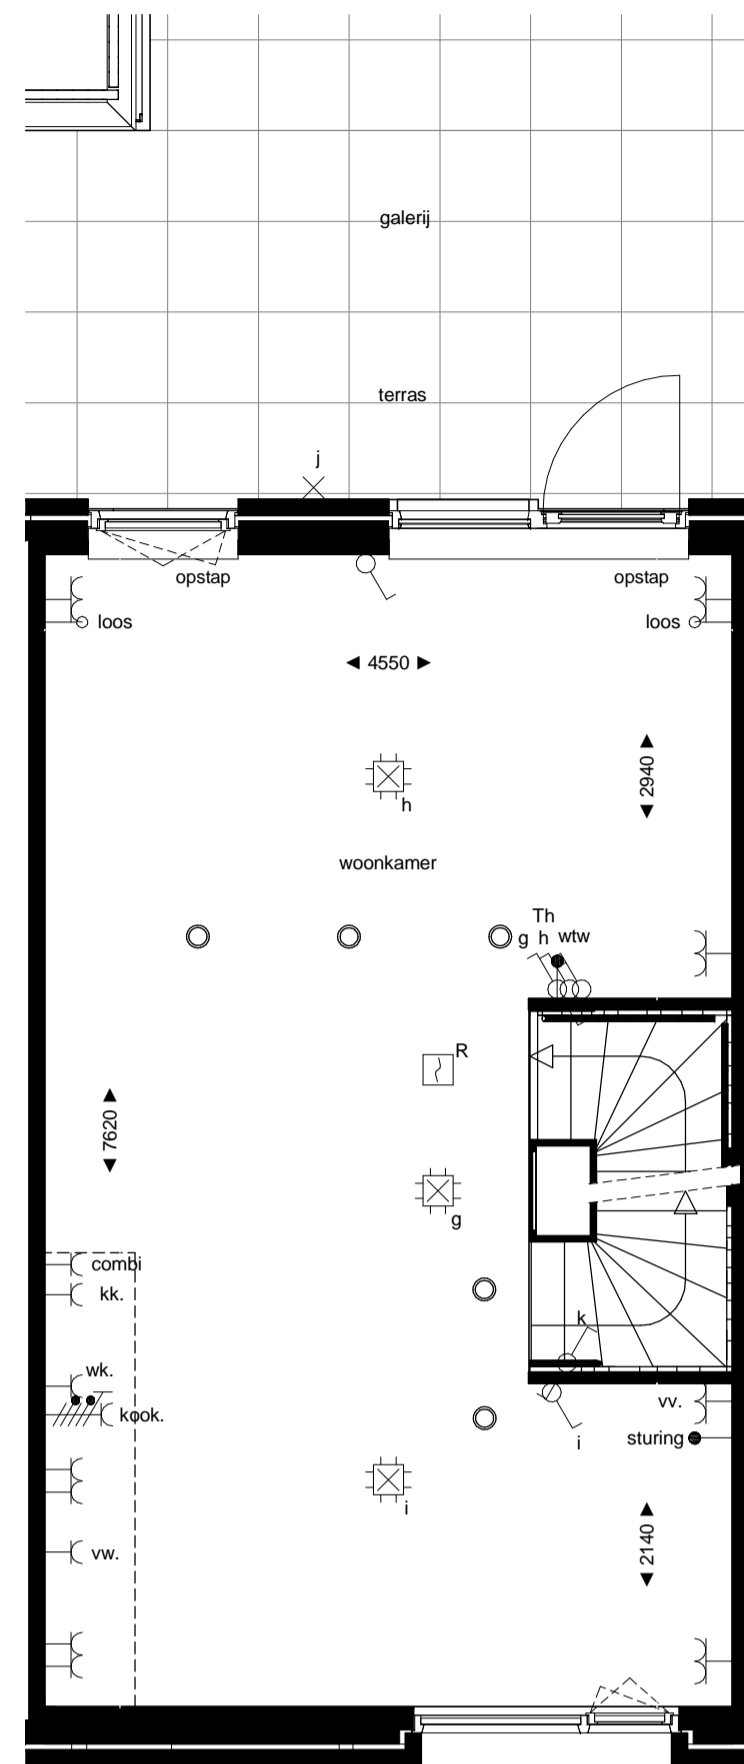 galerij
terras
j
opstap
opstap
loos
loos
4550
2940
h
woonkamer
Th
g h wtw
R
7620
g
combi
kk.
k
wk.
vv.
kook.
i
sturing
i
2140
vw.